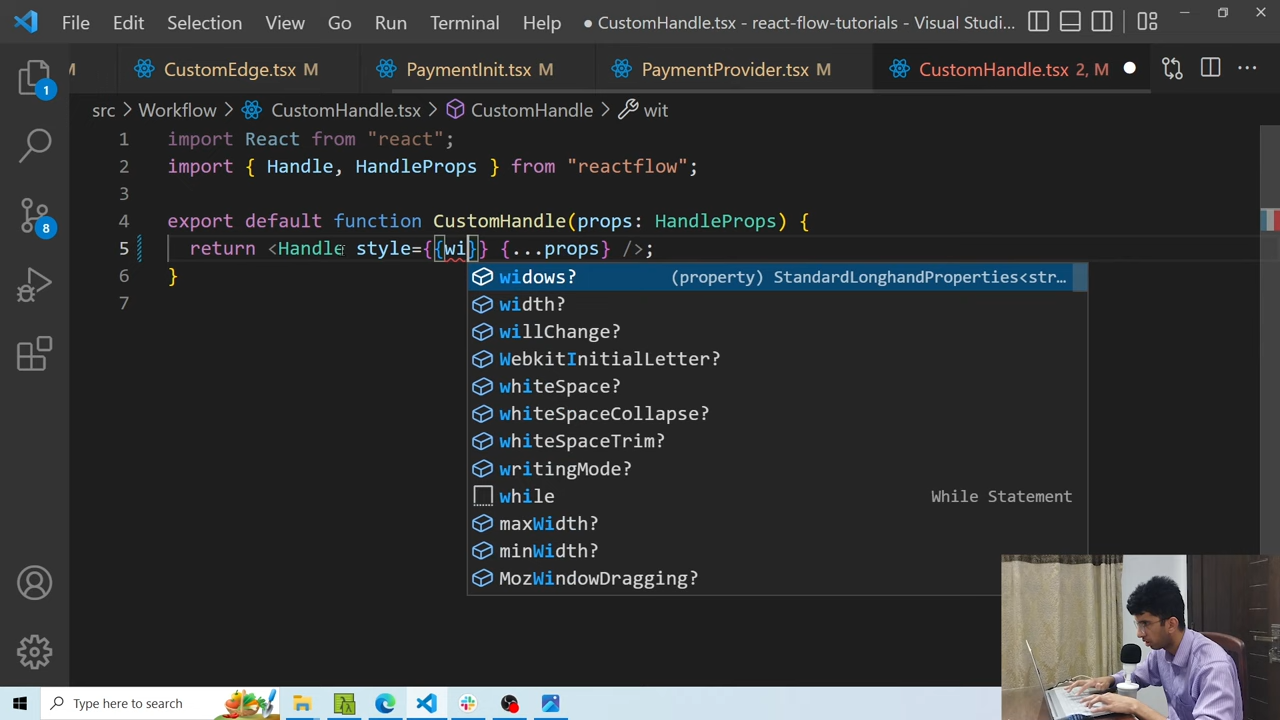 File Edit Selection View Go Run Terminal Help ● CustomHandle.tsx - react-flow-tutorials - Visual Studi...
M CustomEdge.tsx M PaymentInit.tsx M PaymentProvider.tsx M CustomHandle.tsx 2, M
src > Workflow > CustomHandle.tsx > CustomHandle > wit
1 import React from "react";
2 import { Handle, HandleProps } from "reactflow";
3
4 export default function CustomHandle(props: HandleProps) {
5 return <Handle style={{wi}} {...props} />;
6 }
7
widows? (property) StandardLonghandProperties<str...
width?
willChange?
WebkitInitialLetter?
whiteSpace?
whiteSpaceCollapse?
whiteSpaceTrim?
writingMode?
while While Statement
maxWidth?
minWidth?
MozWindowDragging?
1
8
Type here to search